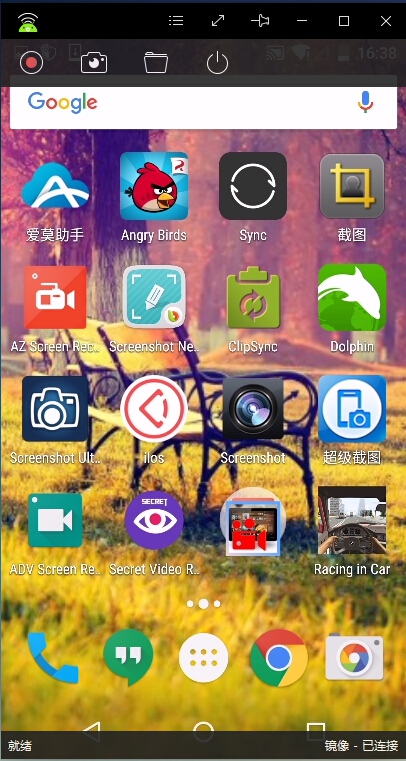 16:38
Google
爱莫助手
Angry Birds
Sync
截图
AZ Screen Rec..
Screenshot Ne..
ClipSync
Dolphin
Screenshot Ult..
ilos
Screenshot
超级截图
SECRET
ADV Screen Re..
Secret Video R..
Racing in Car
就绪
镜像 - 已连接